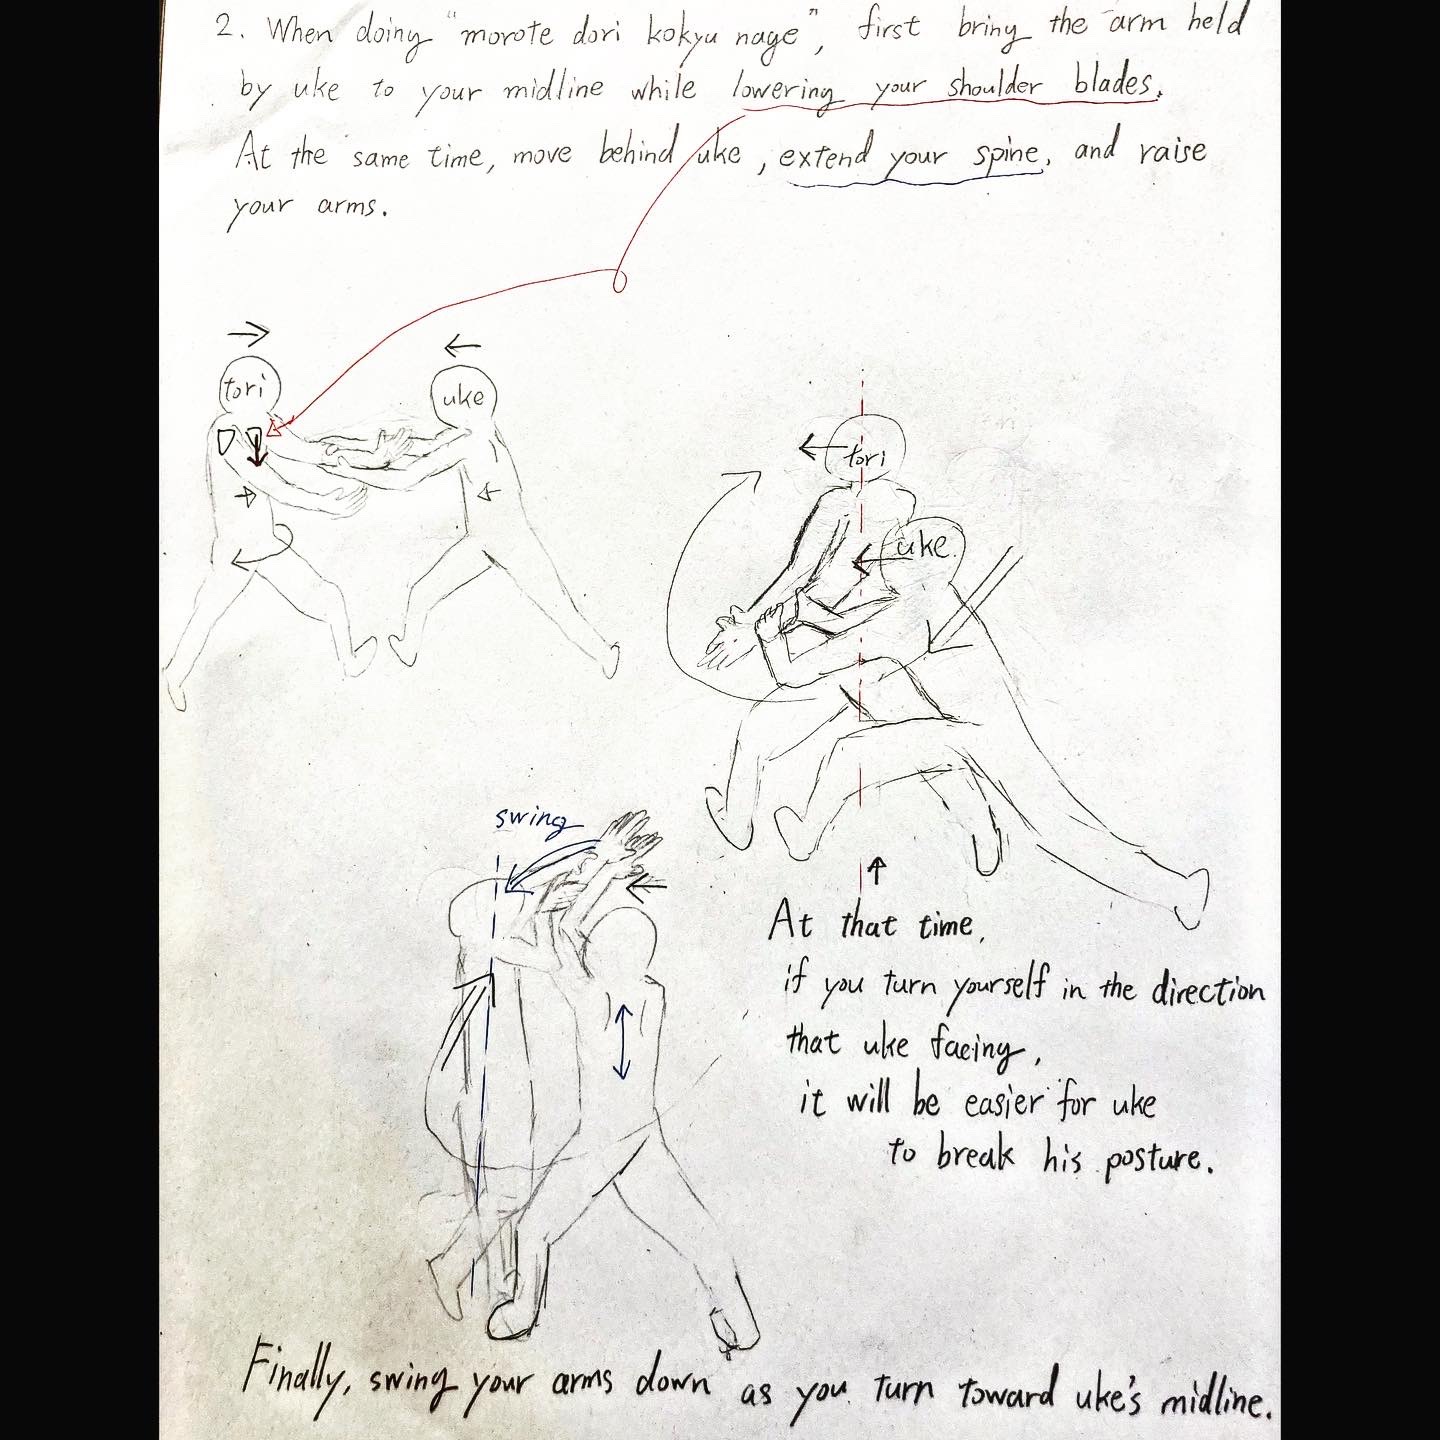 2. When doing "morote dori kokyu nage", first bring the arm held
by uke to your midline while lowering your shoulder blades.
At the same time, move behind uke, extend your spine, and raise
your arms.
tori
uke
tori
uke
swing
At that time,
if you turn yourself in the direction
that uke facing,
it will be easier for uke
to break his posture.
Finally, swing your arms down as you turn toward uke's midline.